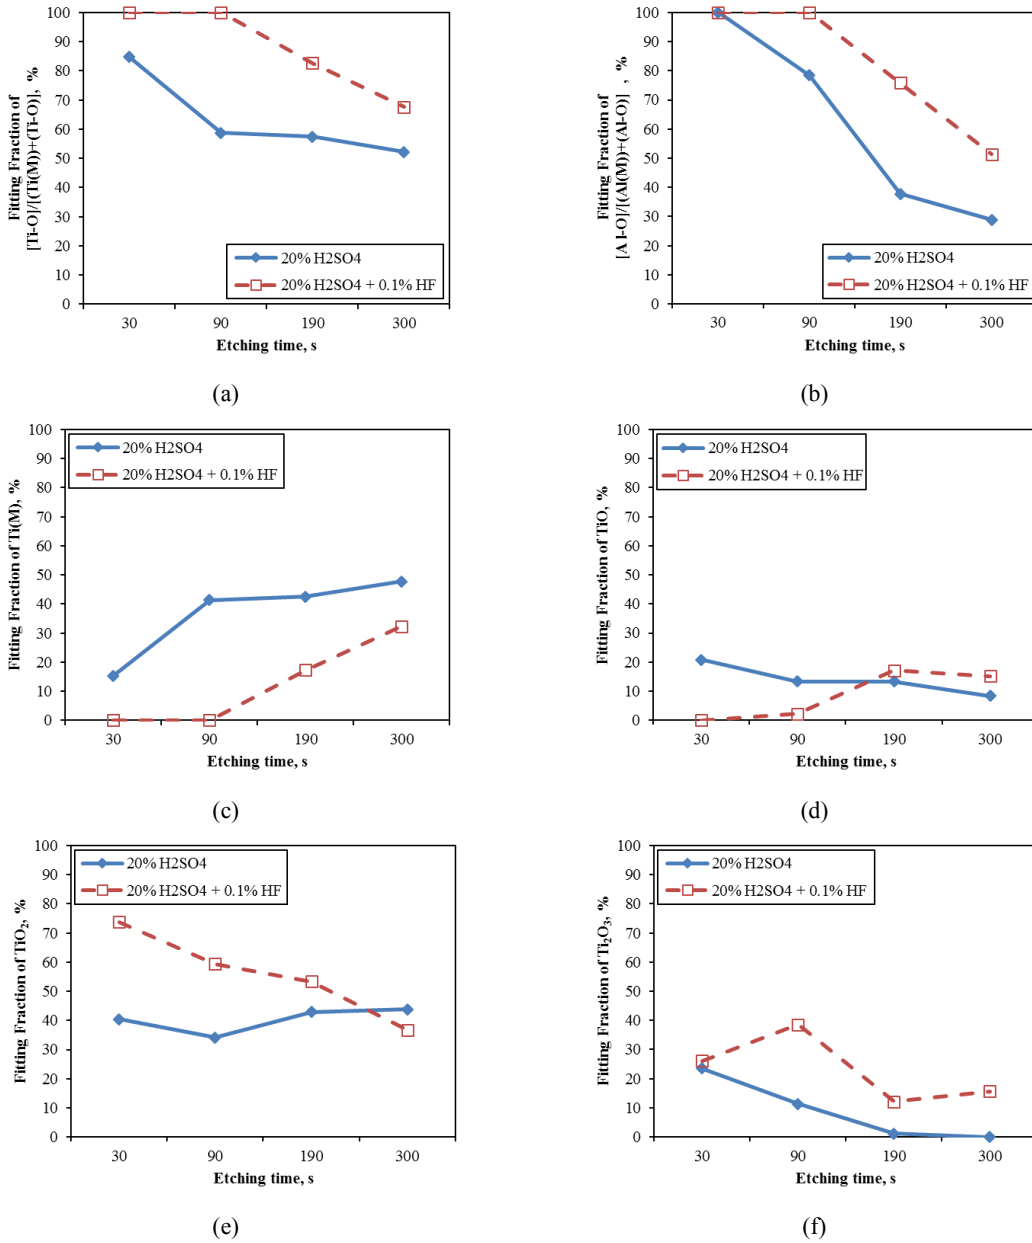 100
90
80
70
60
50
40
30
20
10
0
Fitting Fraction of
[Ti-O]/[(Ti(M))+(Ti-O)], %
20% H2SO4
20% H2SO4 + 0.1% HF
30 90 190 300
Etching time, s
(a)
100
90
80
70
60
50
40
30
20
10
0
Fitting Fraction of
[A l-O]/[(Al(M))+(Al-O)] , %
20% H2SO4
20% H2SO4 + 0.1% HF
30 90 190 300
Etching time, s
(b)
100
90
80
70
60
50
40
30
20
10
0
Fitting Fraction of Ti(M), %
20% H2SO4
20% H2SO4 + 0.1% HF
30 90 190 300
Etching time, s
(c)
100
90
80
70
60
50
40
30
20
10
0
Fitting Fraction of TiO, %
20% H2SO4
20% H2SO4 + 0.1% HF
30 90 190 300
Etching time, s
(d)
100
90
80
70
60
50
40
30
20
10
0
Fitting Fraction of TiO₂, %
20% H2SO4
20% H2SO4 + 0.1% HF
30 90 190 300
Etching time, s
(e)
100
90
80
70
60
50
40
30
20
10
0
Fitting Fraction of Ti₂O₃, %
20% H2SO4
20% H2SO4 + 0.1% HF
30 90 190 300
Etching time, s
(f)